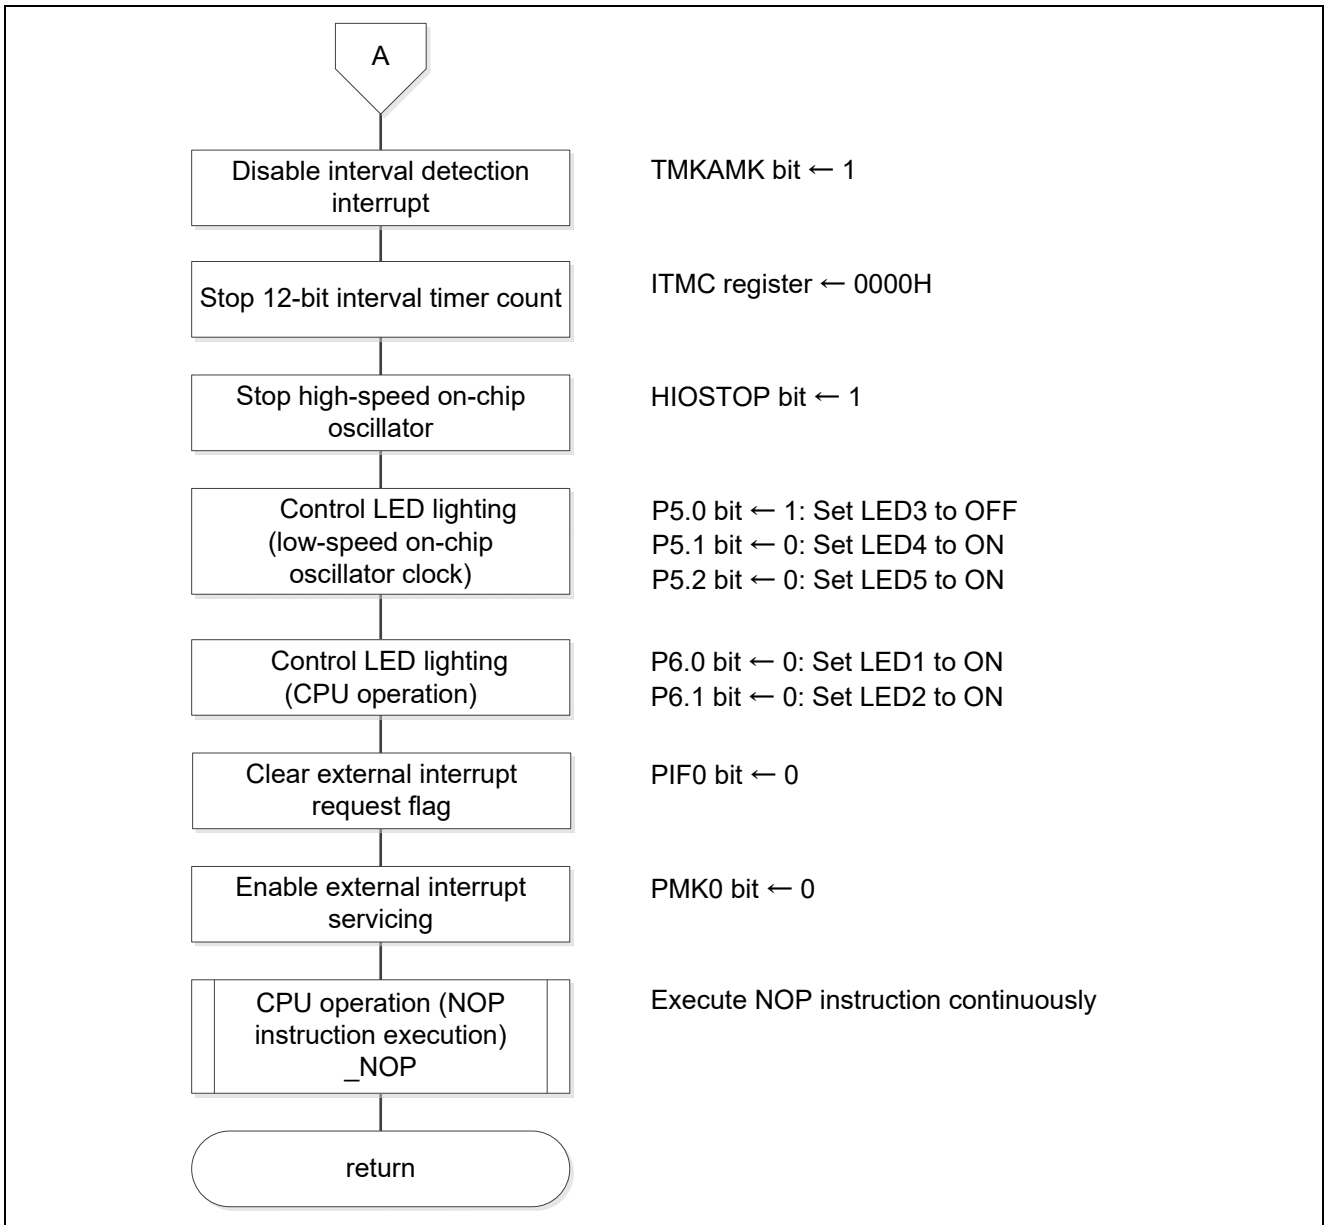 A
Disable interval detection
interrupt
TMKAMK bit ← 1
Stop 12-bit interval timer count
ITMC register ← 0000H
Stop high-speed on-chip
oscillator
HIOSTOP bit ← 1
Control LED lighting
(low-speed on-chip
oscillator clock)
P5.0 bit ← 1: Set LED3 to OFF
P5.1 bit ← 0: Set LED4 to ON
P5.2 bit ← 0: Set LED5 to ON
Control LED lighting
(CPU operation)
P6.0 bit ← 0: Set LED1 to ON
P6.1 bit ← 0: Set LED2 to ON
Clear external interrupt
request flag
PIF0 bit ← 0
Enable external interrupt
servicing
PMK0 bit ← 0
CPU operation (NOP
instruction execution)
_NOP
Execute NOP instruction continuously
return